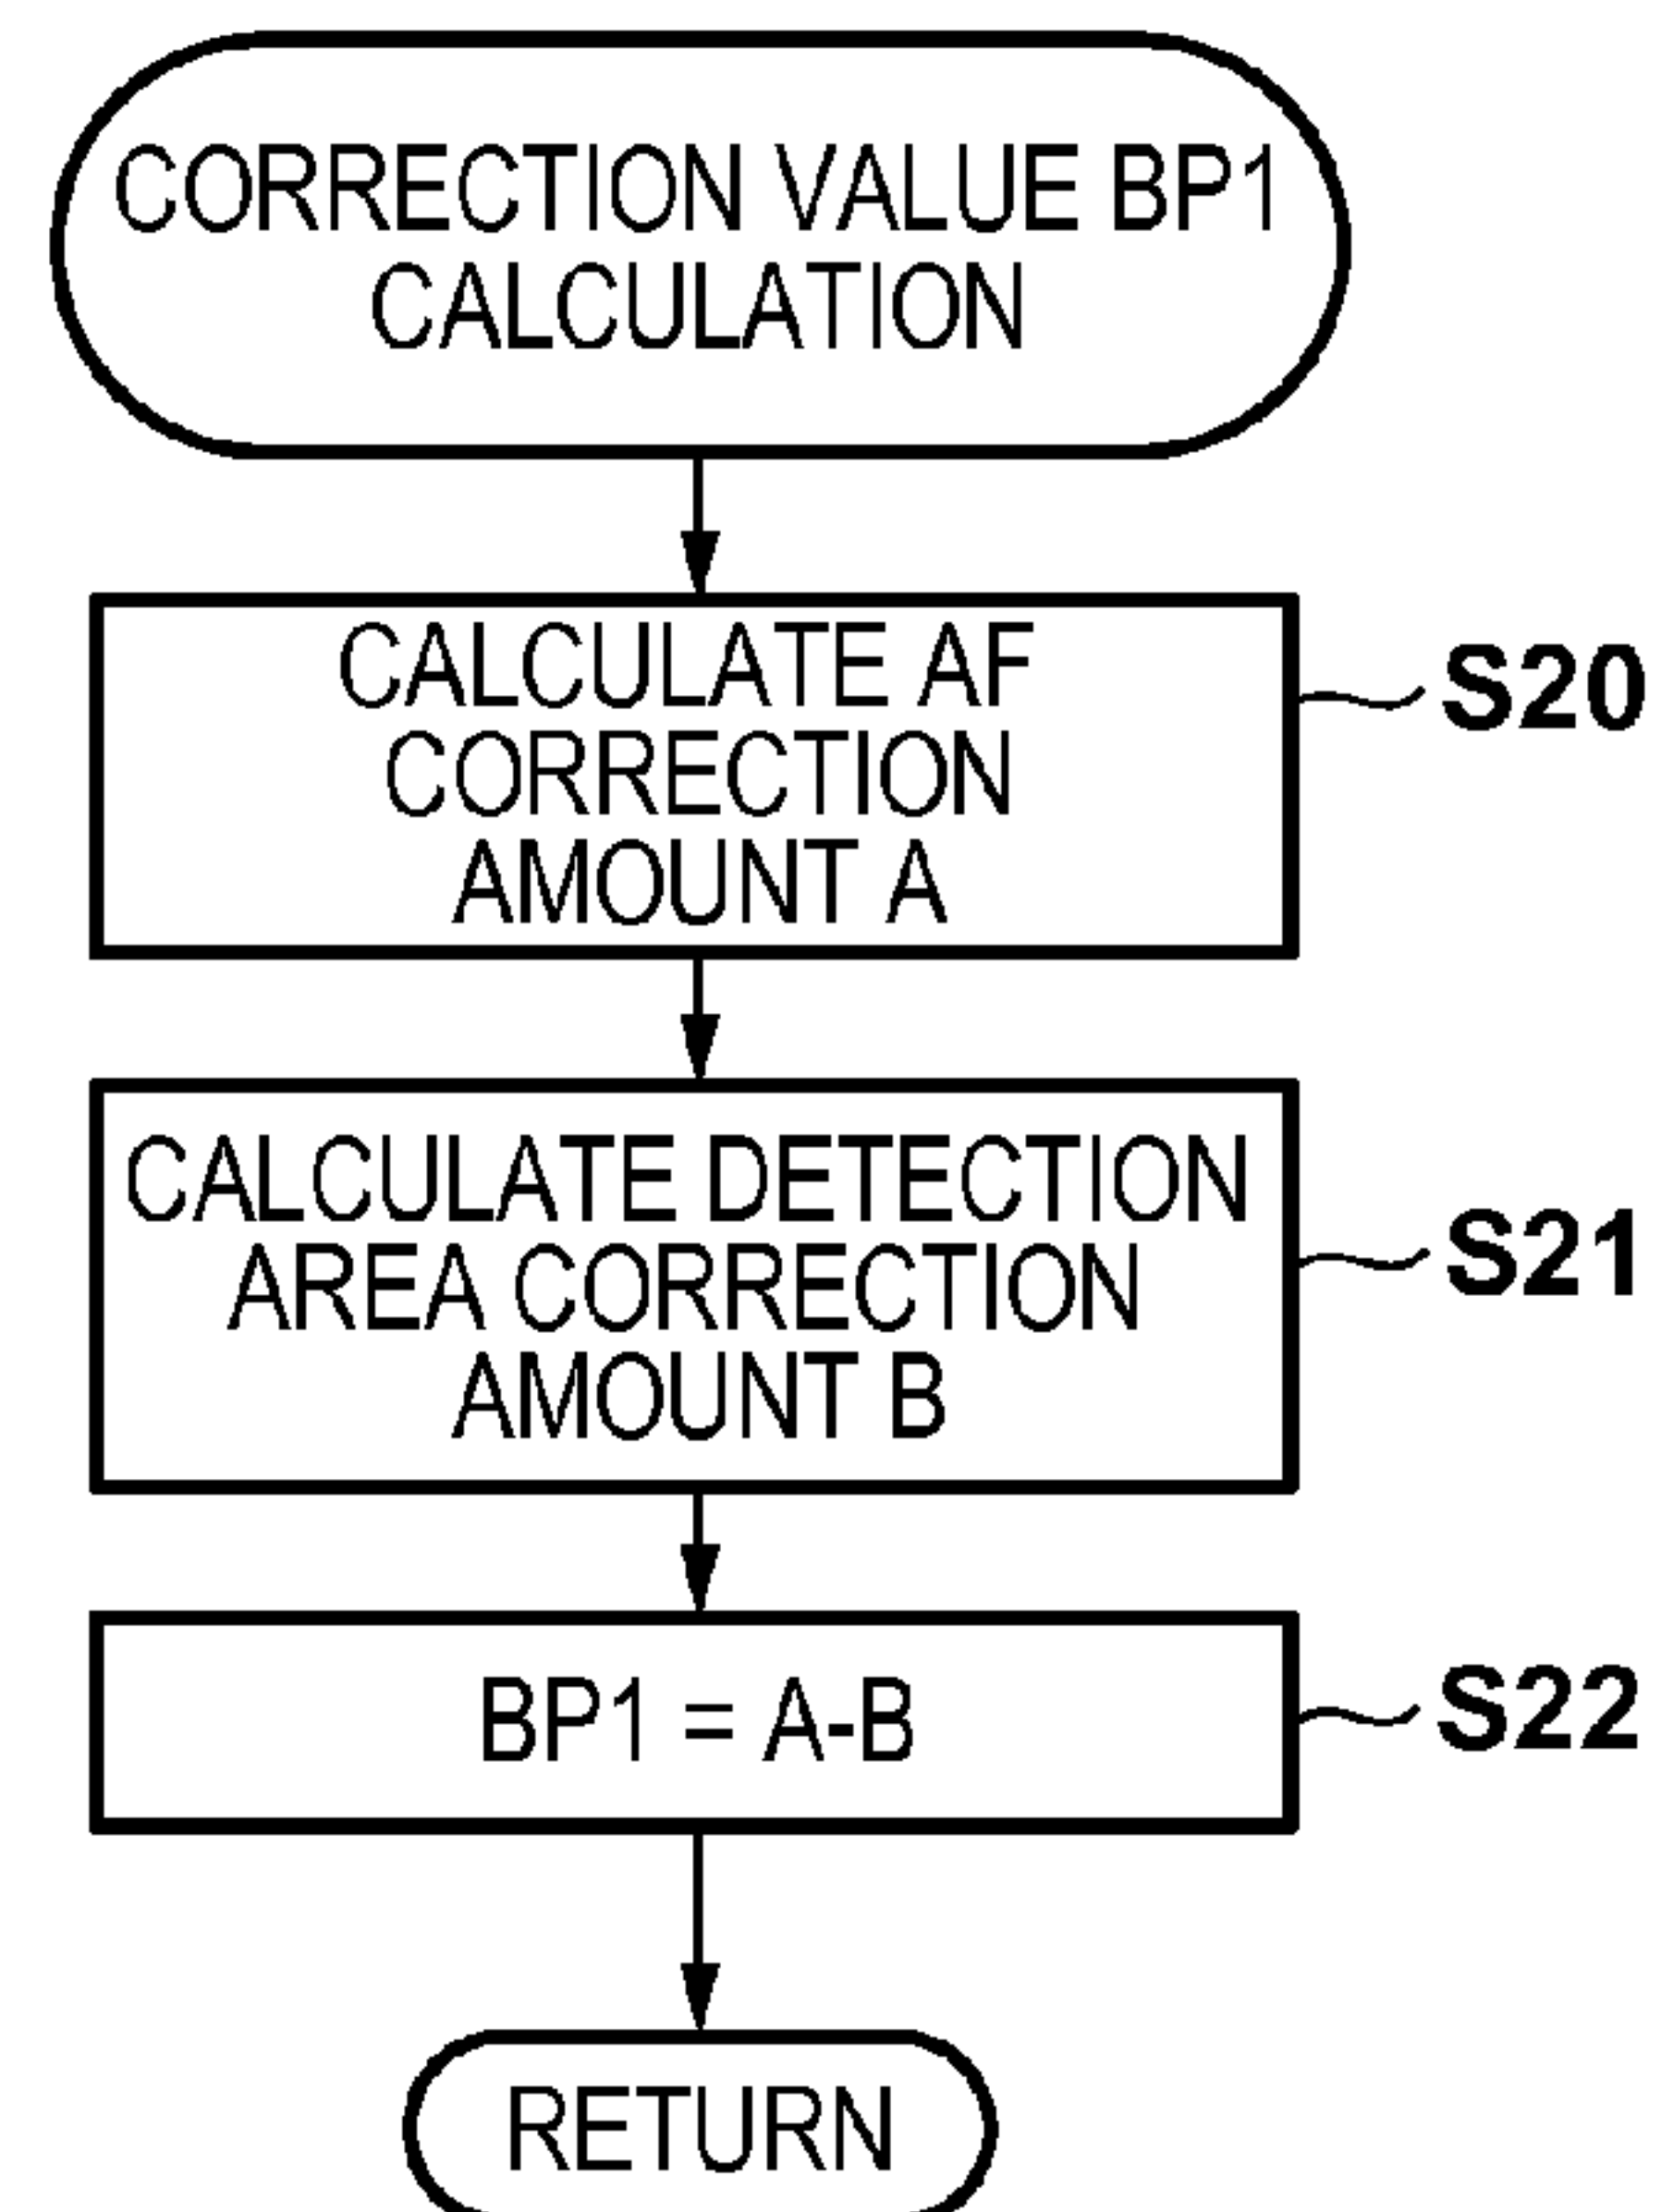 CORRECTION VALUE BP1
CALCULATION
CALCULATE AF
CORRECTION
AMOUNT A
S20
CALCULATE DETECTION
AREA CORRECTION
AMOUNT B
S21
BP1 = A-B
S22
RETURN